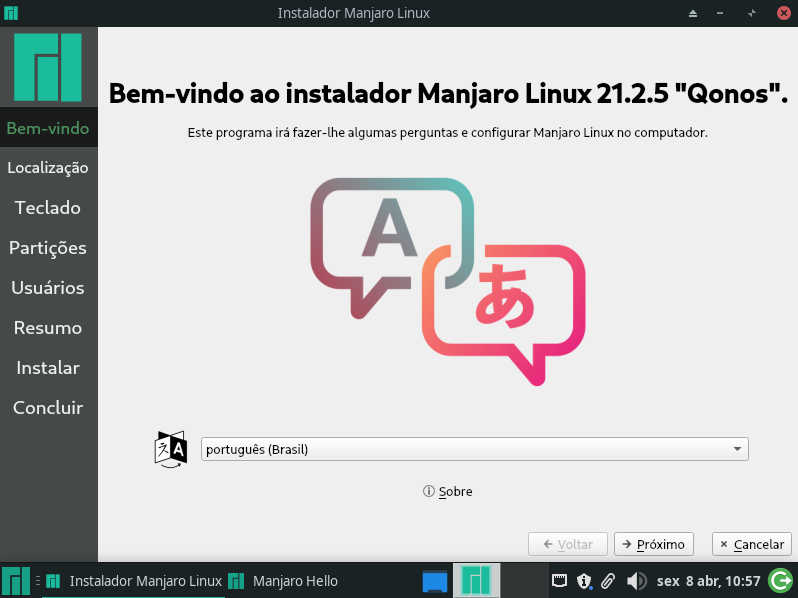 Instalador Manjaro Linux
Bem-vindo
Localização
Teclado
Partições
Usuários
Resumo
Instalar
Concluir
Bem-vindo ao instalador Manjaro Linux 21.2.5 "Qonos".
Este programa irá fazer-lhe algumas perguntas e configurar Manjaro Linux no computador.
A
あ
A
português (Brasil)
Sobre
Voltar
Próximo
Cancelar
Instalador Manjaro Linux
Manjaro Hello
sex 8 abr, 10:57